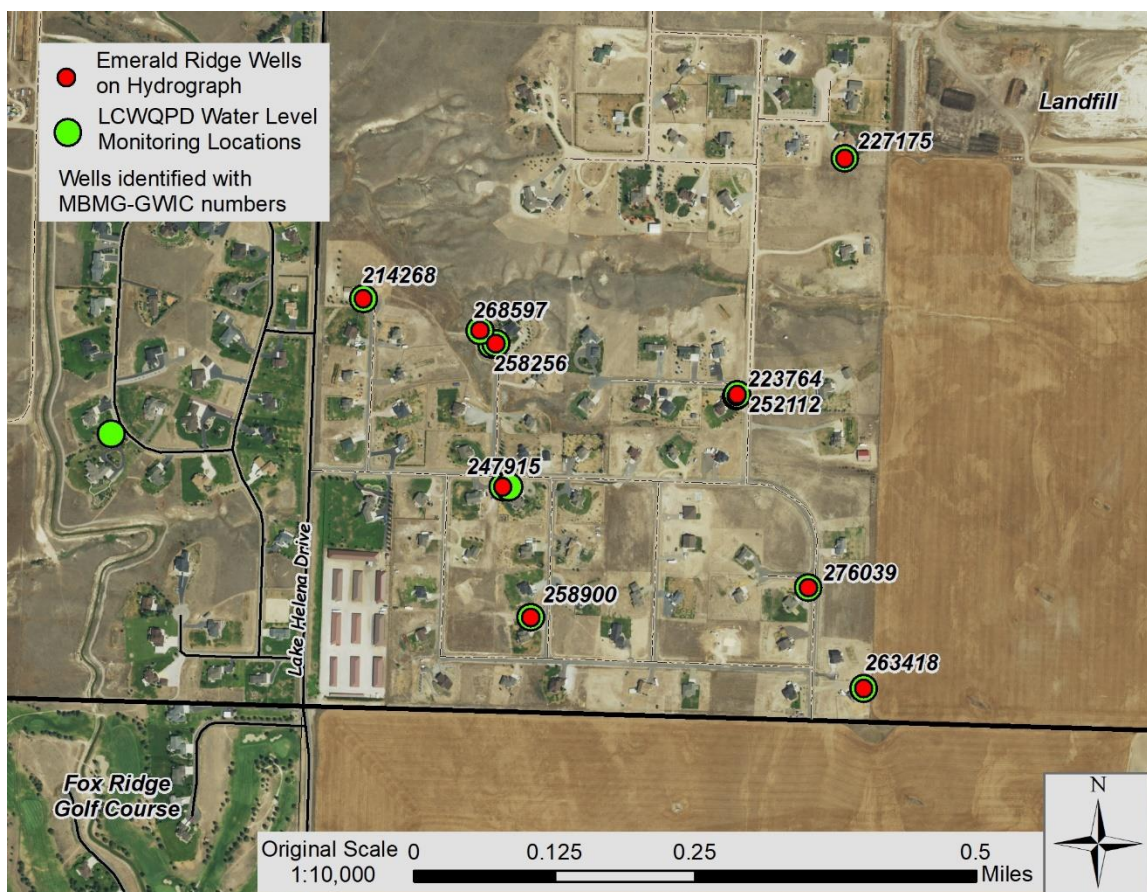 Emerald Ridge Wells
on Hydrograph
LCWQPD Water Level
Monitoring Locations
Wells identified with
MBMG-GWIC numbers
Landfill
227175
214268
268597
258256
223764
252112
247915
276039
258900
263418
Lake Helena Drive
Fox Ridge
Golf Course
N
Original Scale
1:10,000
0 0.125 0.25 0.5
Miles